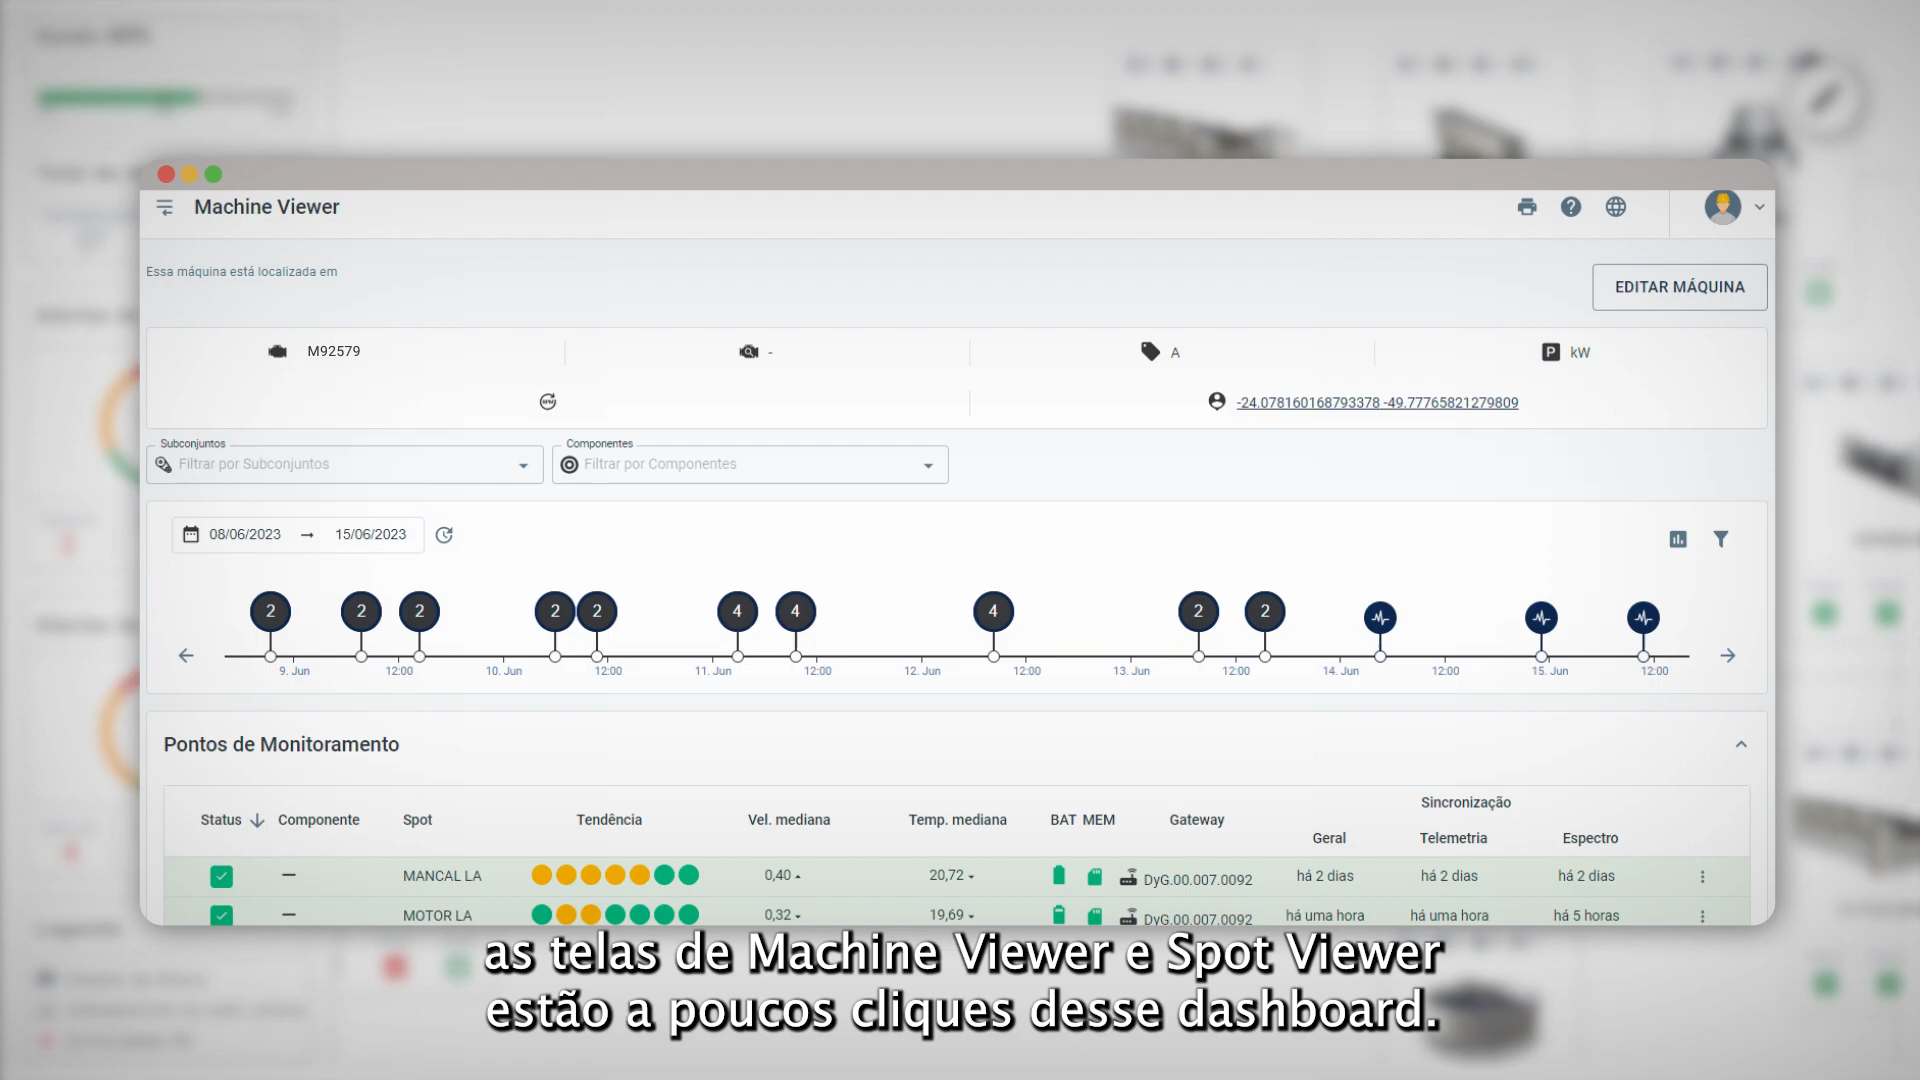 Machine Viewer
Essa máquina está localizada em
EDITAR MÁQUINA
M92579
-
A
P kW
RPM
-24.078160168793378 -49.77765821279809
Subconjuntos
Filtrar por Subconjuntos
Componentes
Filtrar por Componentes
08/06/2023 → 15/06/2023
2 2 2 2 2 4 4 4 2 2
9. Jun 12:00 10. Jun 12:00 11. Jun 12:00 12. Jun 12:00 13. Jun 12:00 14. Jun 12:00 15. Jun 12:00
Pontos de Monitoramento
Sincronização
Status Componente Spot Tendência Vel. mediana Temp. mediana BAT MEM Gateway
Geral Telemetria Espectro
— MANCAL LA 0,40 20,72 DyG.00.007.0092 há 2 dias há 2 dias há 2 dias
— MOTOR LA 0,32 19,69 DyG.00.007.0092 há uma hora há uma hora há 5 horas
as telas de Machine Viewer e Spot Viewer
estão a poucos cliques desse dashboard.